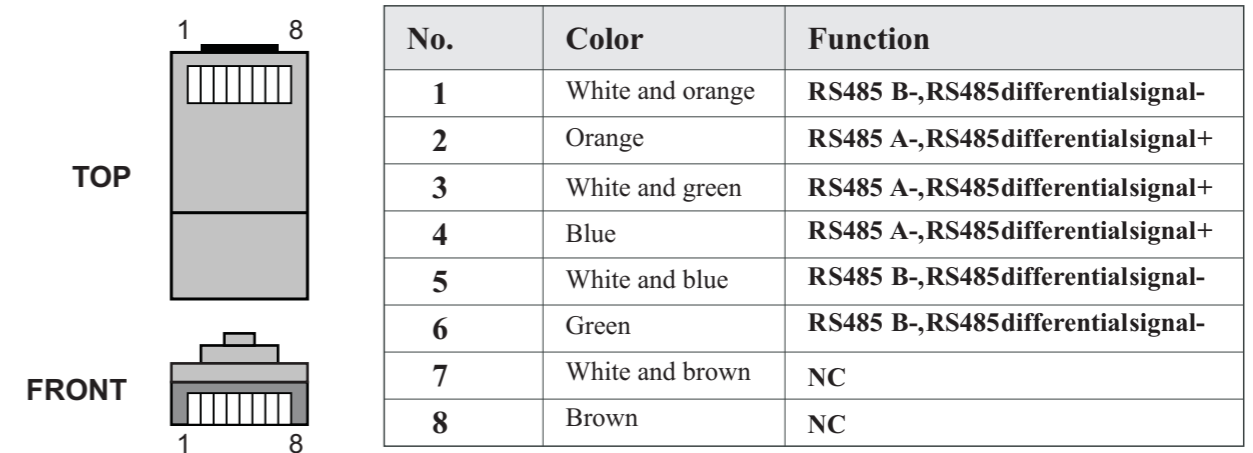 1 8
TOP
FRONT
1 8
No. Color Function
1 White and orange RS485 B-,RS485differentialsignal-
2 Orange RS485 A-,RS485differentialsignal+
3 White and green RS485 A-,RS485differentialsignal+
4 Blue RS485 A-,RS485differentialsignal+
5 White and blue RS485 B-,RS485differentialsignal-
6 Green RS485 B-,RS485differentialsignal-
7 White and brown NC
8 Brown NC